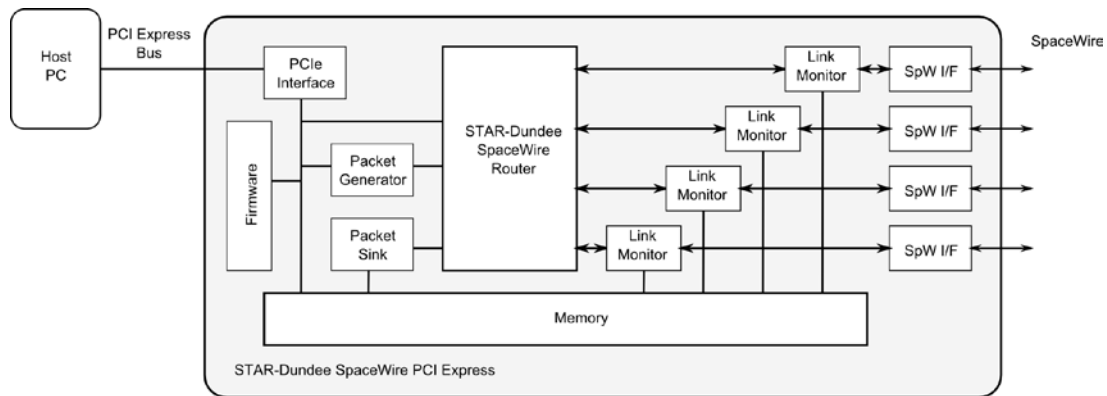 Host
PC
PCI Express
Bus
PCIe
Interface
Firmware
Packet
Generator
Packet
Sink
STAR-Dundee
SpaceWire
Router
Link
Monitor
Link
Monitor
Link
Monitor
Link
Monitor
SpW I/F
SpW I/F
SpW I/F
SpW I/F
SpaceWire
Memory
STAR-Dundee SpaceWire PCI Express